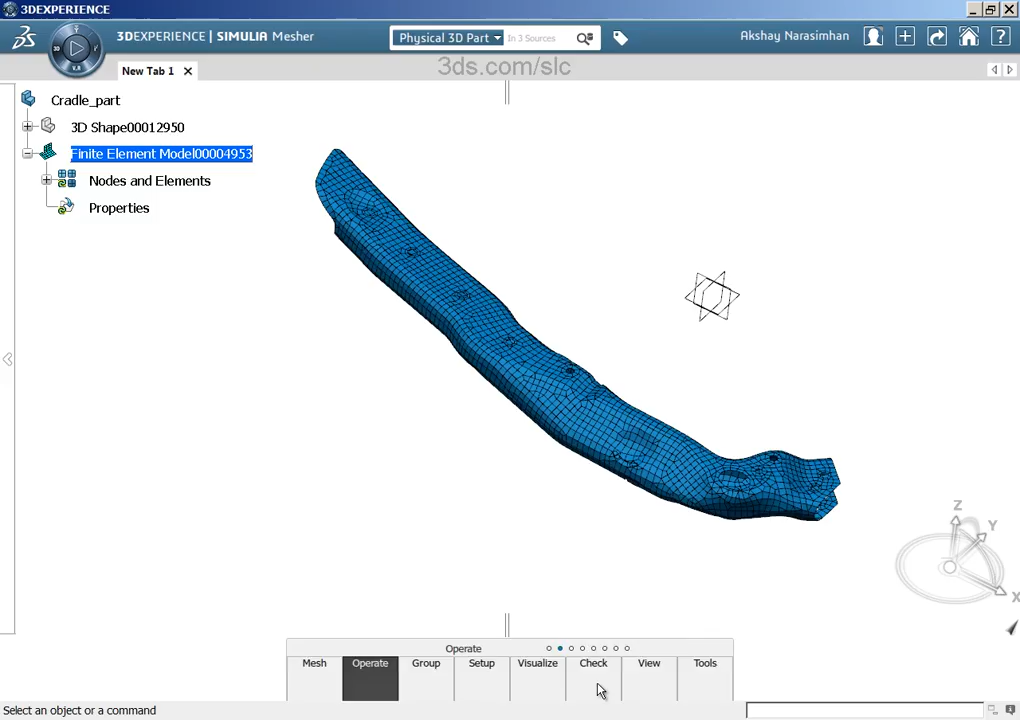 3DEXPERIENCE
3DEXPERIENCE | SIMULIA Mesher
Physical 3D Part
In 3 Sources
Akshay Narasimhan
3D
V.R
New Tab 1
3ds.com/slc
Cradle_part
3D Shape00012950
Finite Element Model00004953
Nodes and Elements
Properties
Z
Y
X
Operate
Mesh
Operate
Group
Setup
Visualize
Check
View
Tools
Select an object or a command